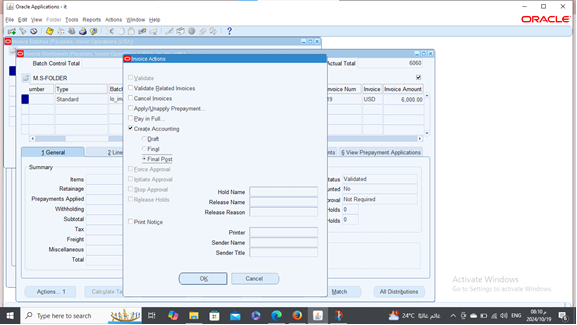 Oracle Applications - it
File Edit View Folder Tools Reports Actions Window Help
ORACLE
Batch Control Total
Actual Total
6060
M.S-FOLDER
umber
Type
Batc
Invoice Num
Invoice
Invoice Amount
Standard
lo_im
19
USD
6,000.00
Invoice Actions
Validate
Validate Related Invoices
Cancel Invoices
Apply/Unapply Prepayment...
Pay in Full...
Create Accounting
Draft
Final
Final Post
Force Approval
Initiate Approval
Stop Approval
Release Holds
Hold Name
Release Name
Release Reason
Print Notice
Printer
Sender Name
Sender Title
OK
Cancel
1 General
2 Line
nts
6 View Prepayment Applications
Summary
Items
Retainage
Prepayments Applied
Withholding
Subtotal
Tax
Freight
Miscellaneous
Total
Status
Validated
unted
No
roval
Not Required
Holds
0
Holds
0
Actions... 1
Calculate Ta
Match
All Distributions
Activate Windows
Go to Settings to activate Windows.
Type here to search
24°C
غائم غالبًا
ENG
08:10 م
2024/10/19